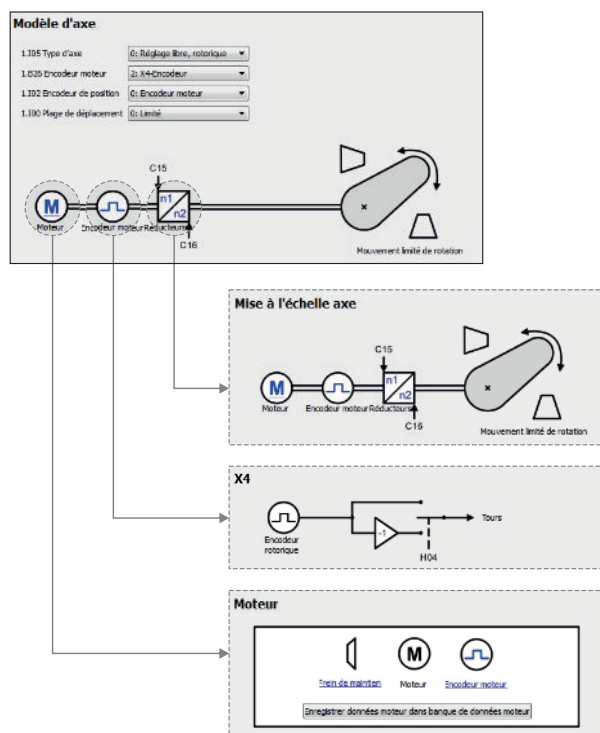 Modèle d'axe
1.I05 Type d'axe 0: Réglage libre, rotorique
1.B26 Encodeur moteur 2: X4-Encodeur
1.I02 Encodeur de position 0: Encodeur moteur
1.I00 Plage de déplacement 0: Limité
C15
M
n1
n2
Moteur
Encodeur moteur
Réducteurs
C16
Mouvement limité de rotation
Mise à l'échelle axe
C15
M
n1
n2
Moteur
Encodeur moteur
Réducteurs
C16
Mouvement limité de rotation
X4
-1
Tours
Encodeur
rotorique
H04
Moteur
M
Frein de maintien
Moteur
Encodeur moteur
Enregistrer données moteur dans banque de données moteur